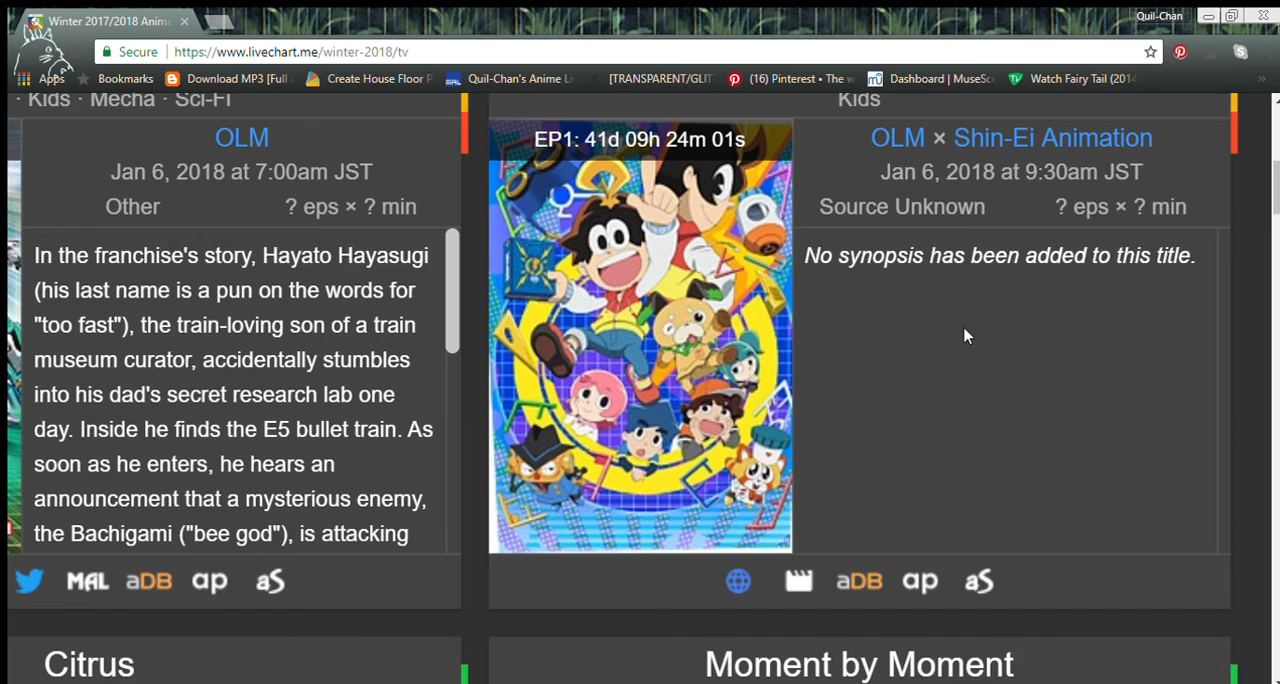 Quil-Chan
Winter 2017/2018 Anime
Secure https://www.livechart.me/winter-2018/tv
Apps Bookmarks Download MP3 [Full Create House Floor P Quil-Chan's Anime Li [TRANSPARENT/GLIT (16) Pinterest • The w Dashboard | MuseSc Watch Fairy Tail (2014
· Kids · Mecha · Sci-Fi
OLM
Jan 6, 2018 at 7:00am JST
Other ? eps × ? min
In the franchise's story, Hayato Hayasugi
(his last name is a pun on the words for
"too fast"), the train-loving son of a train
museum curator, accidentally stumbles
into his dad's secret research lab one
day. Inside he finds the E5 bullet train. As
soon as he enters, he hears an
announcement that a mysterious enemy,
the Bachigami ("bee god"), is attacking
MAL aDB ap aS
Citrus
Kids
EP1: 41d 09h 24m 01s
OLM × Shin-Ei Animation
Jan 6, 2018 at 9:30am JST
Source Unknown ? eps × ? min
No synopsis has been added to this title.
aDB ap aS
Moment by Moment